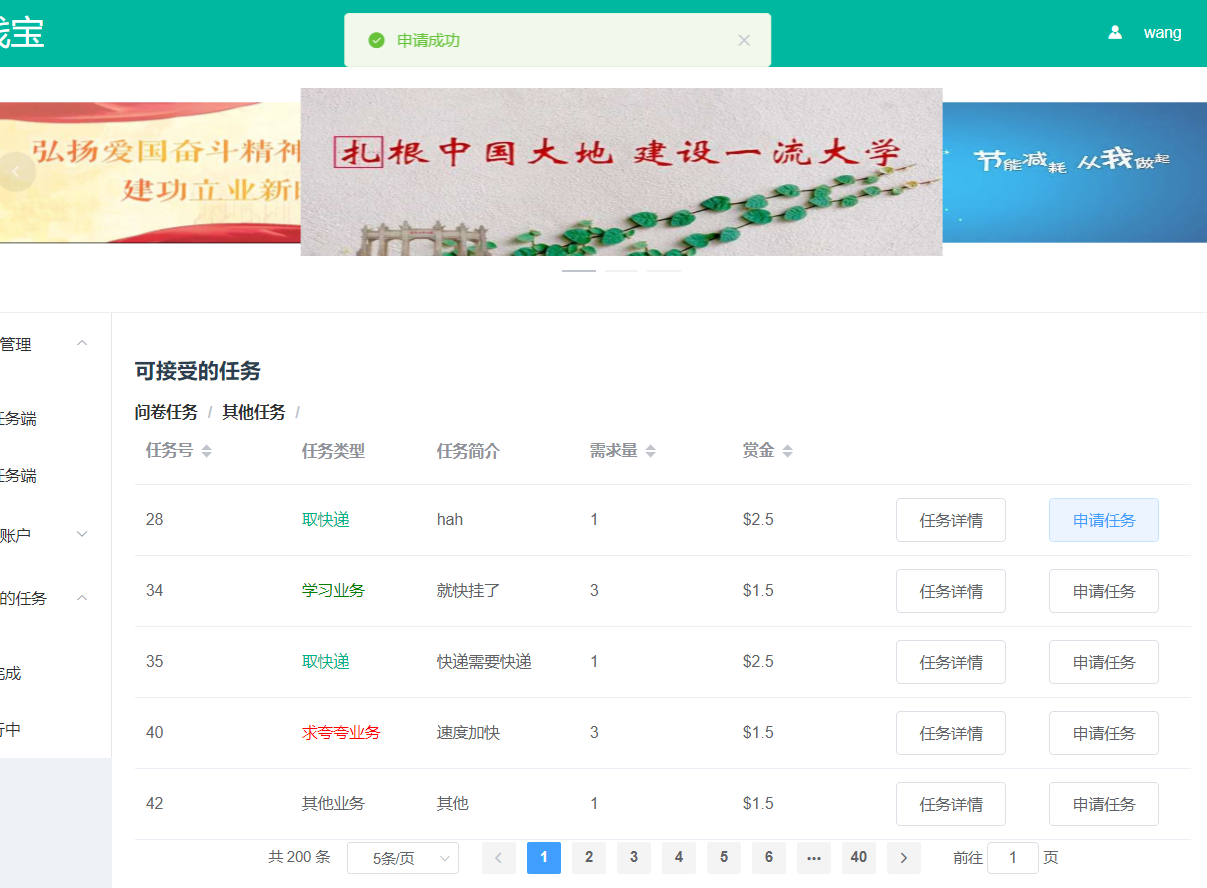 宝
申请成功
wang
弘扬爱国奋斗精神
建功立业新
扎根中国大地 建设一流大学
节能减耗 从我做起
管理
任务端
任务端
账户
的任务
完成
行中
可接受的任务
问卷任务 / 其他任务 /
任务号 任务类型 任务简介 需求量 赏金
28 取快递 hah 1 $2.5 任务详情 申请任务
34 学习业务 就快挂了 3 $1.5 任务详情 申请任务
35 取快递 快递需要快递 1 $2.5 任务详情 申请任务
40 求夸夸业务 速度加快 3 $1.5 任务详情 申请任务
42 其他业务 其他 1 $1.5 任务详情 申请任务
共 200 条 5条/页 1 2 3 4 5 6 ··· 40 前往 1 页